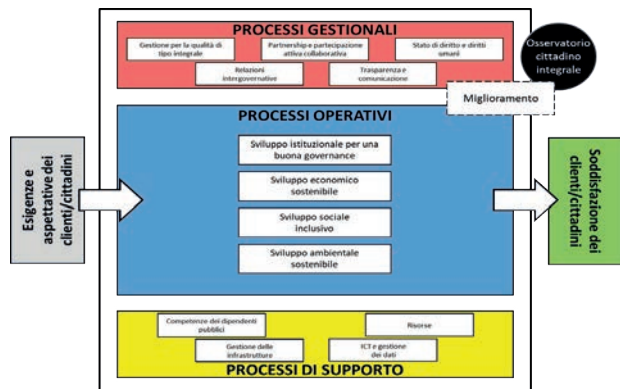 PROCESSI GESTIONALI
Gestione per la qualità di
tipo integrale
Partnership e partecipazione
attiva collaborativa
Stato di diritto e diritti
umani
Relazioni
intergovernative
Trasparenza e
comunicazione
Osservatorio
cittadino
integrale
Miglioramento
PROCESSI OPERATIVI
Esigenze e
aspettative dei
clienti/cittadini
Sviluppo istituzionale per una
buona governance
Sviluppo economico
sostenibile
Sviluppo sociale
inclusivo
Sviluppo ambientale
sostenibile
Soddisfazione dei
clienti/cittadini
Competenze dei dipendenti
pubblici
Risorse
Gestione delle
infrastrutture
ICT e gestione
dei dati
PROCESSI DI SUPPORTO